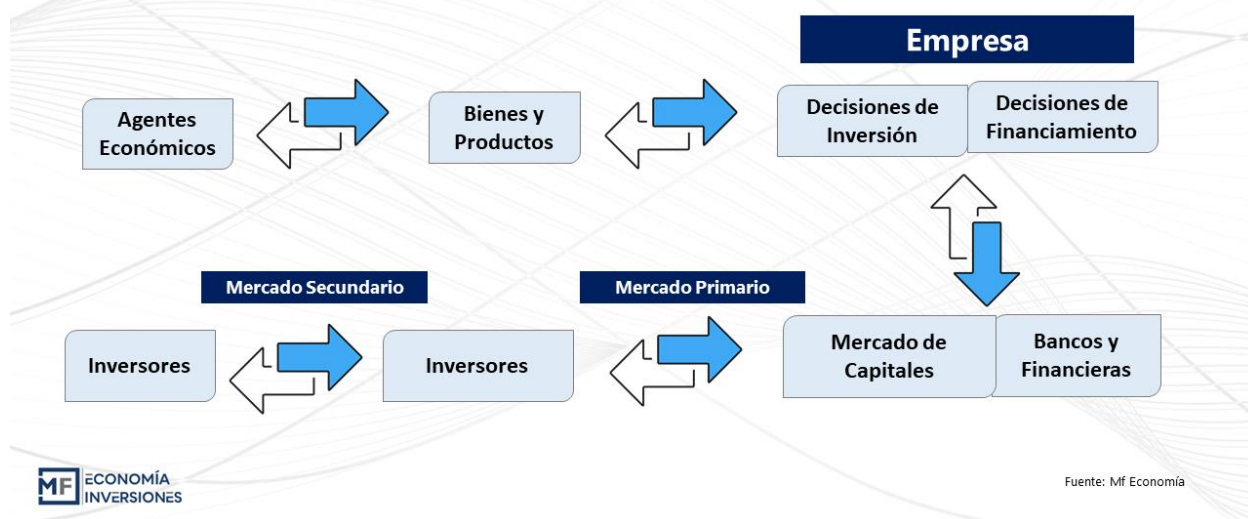 Empresa
Agentes
Económicos
Bienes y
Productos
Decisiones de
Inversión
Decisiones de
Financiamiento
Mercado Secundario
Mercado Primario
Inversores
Inversores
Mercado de
Capitales
Bancos y
Financieras
MF
ECONOMÍA
INVERSIONES
Fuente: Mf Economía